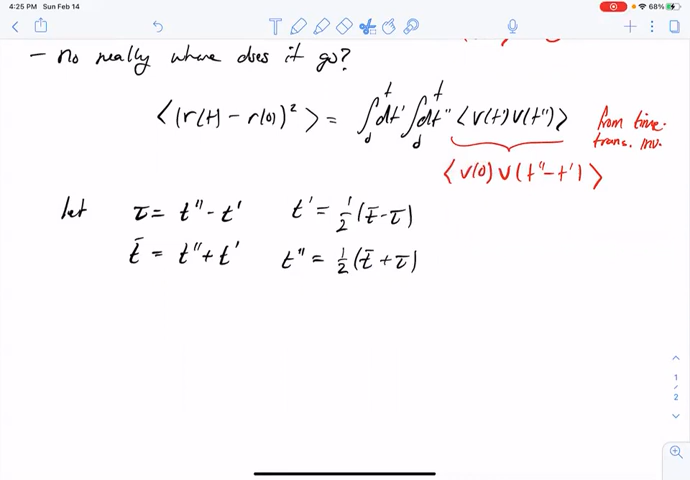 4:25 PM Sun Feb 14
68%
- No really where does it go?
⟨(r(t) - r(0))²⟩ = ∫₀ᵗ dt' ∫₀ᵗ dt'' ⟨v(t)v(t'')⟩
from time-
trans. inv.
⟨v(0) v(t''-t')⟩
let τ = t'' - t' t' = 1/2 (t̄ - τ)
t̄ = t'' + t' t'' = 1/2 (t̄ + τ)
1
/
2